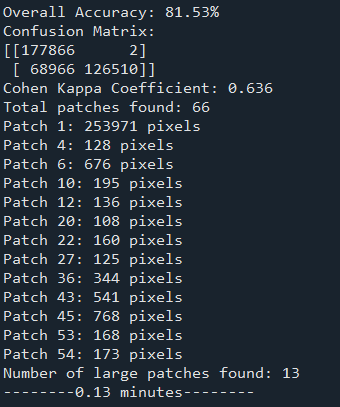 Overall Accuracy: 81.53%
Confusion Matrix:
[[177866      2]
 [ 68966 126510]]
Cohen Kappa Coefficient: 0.636
Total patches found: 66
Patch 1: 253971 pixels
Patch 4: 128 pixels
Patch 6: 676 pixels
Patch 10: 195 pixels
Patch 12: 136 pixels
Patch 20: 108 pixels
Patch 22: 160 pixels
Patch 27: 125 pixels
Patch 36: 344 pixels
Patch 43: 541 pixels
Patch 45: 768 pixels
Patch 53: 168 pixels
Patch 54: 173 pixels
Number of large patches found: 13
--------0.13 minutes--------